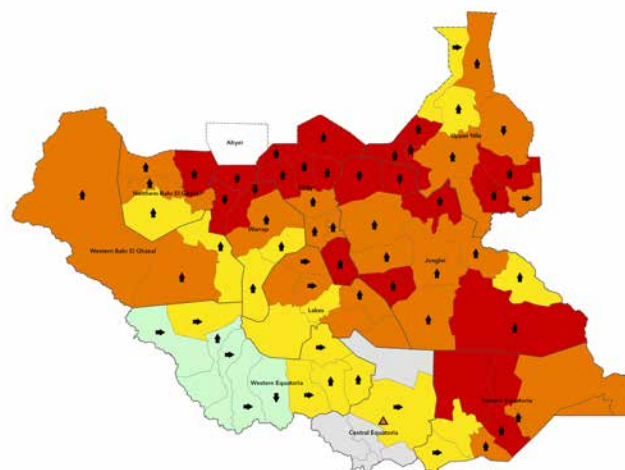 Upper Nile
Abyei
Unity
Northern Bahr El Ghazal
Warrap
Western Bahr El Ghazal
Jonglei
Lakes
Western Equatoria
Eastern Equatoria
Central Equatoria